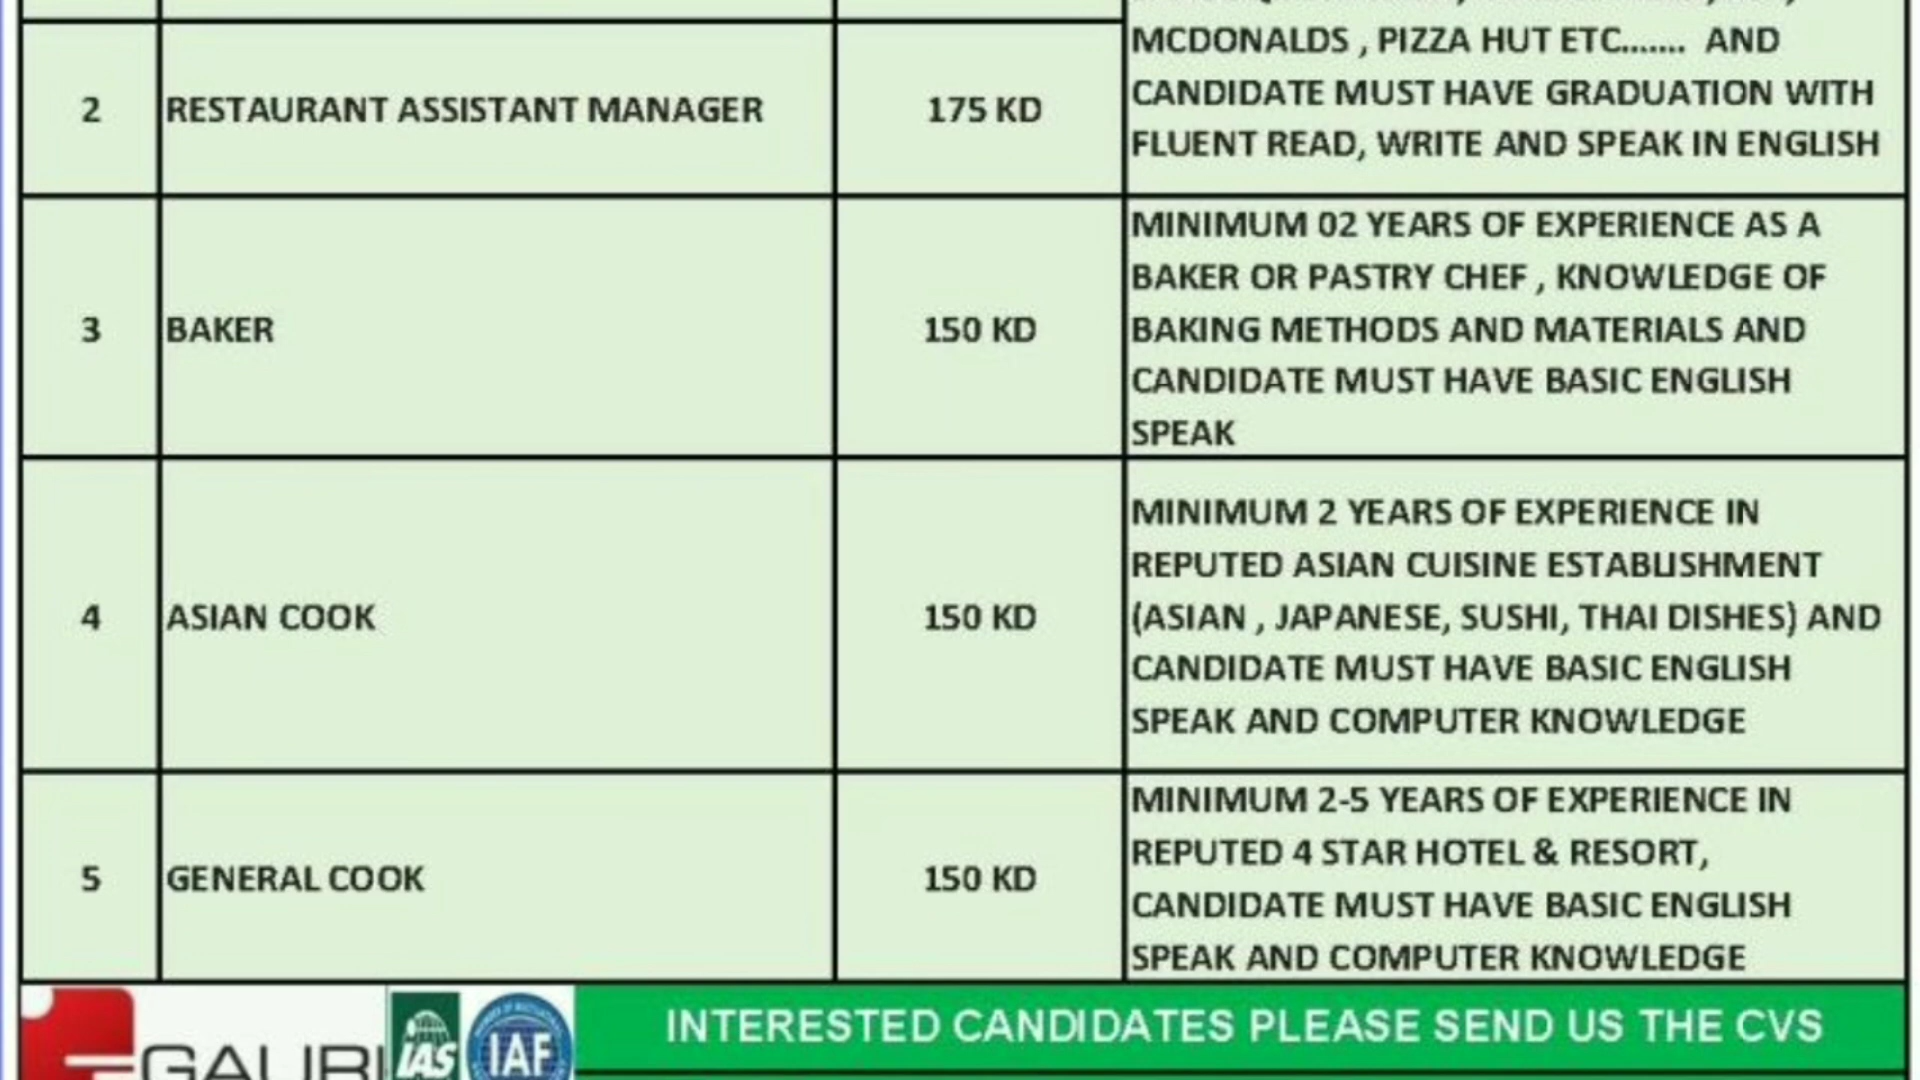 MCDONALDS , PIZZA HUT ETC....... AND
CANDIDATE MUST HAVE GRADUATION WITH
FLUENT READ, WRITE AND SPEAK IN ENGLISH
2
RESTAURANT ASSISTANT MANAGER
175 KD
3
BAKER
150 KD
MINIMUM 02 YEARS OF EXPERIENCE AS A
BAKER OR PASTRY CHEF , KNOWLEDGE OF
BAKING METHODS AND MATERIALS AND
CANDIDATE MUST HAVE BASIC ENGLISH
SPEAK
4
ASIAN COOK
150 KD
MINIMUM 2 YEARS OF EXPERIENCE IN
REPUTED ASIAN CUISINE ESTABLISHMENT
(ASIAN , JAPANESE, SUSHI, THAI DISHES) AND
CANDIDATE MUST HAVE BASIC ENGLISH
SPEAK AND COMPUTER KNOWLEDGE
5
GENERAL COOK
150 KD
MINIMUM 2-5 YEARS OF EXPERIENCE IN
REPUTED 4 STAR HOTEL & RESORT,
CANDIDATE MUST HAVE BASIC ENGLISH
SPEAK AND COMPUTER KNOWLEDGE
GAURI
IAS
IAF
INTERESTED CANDIDATES PLEASE SEND US THE CVS